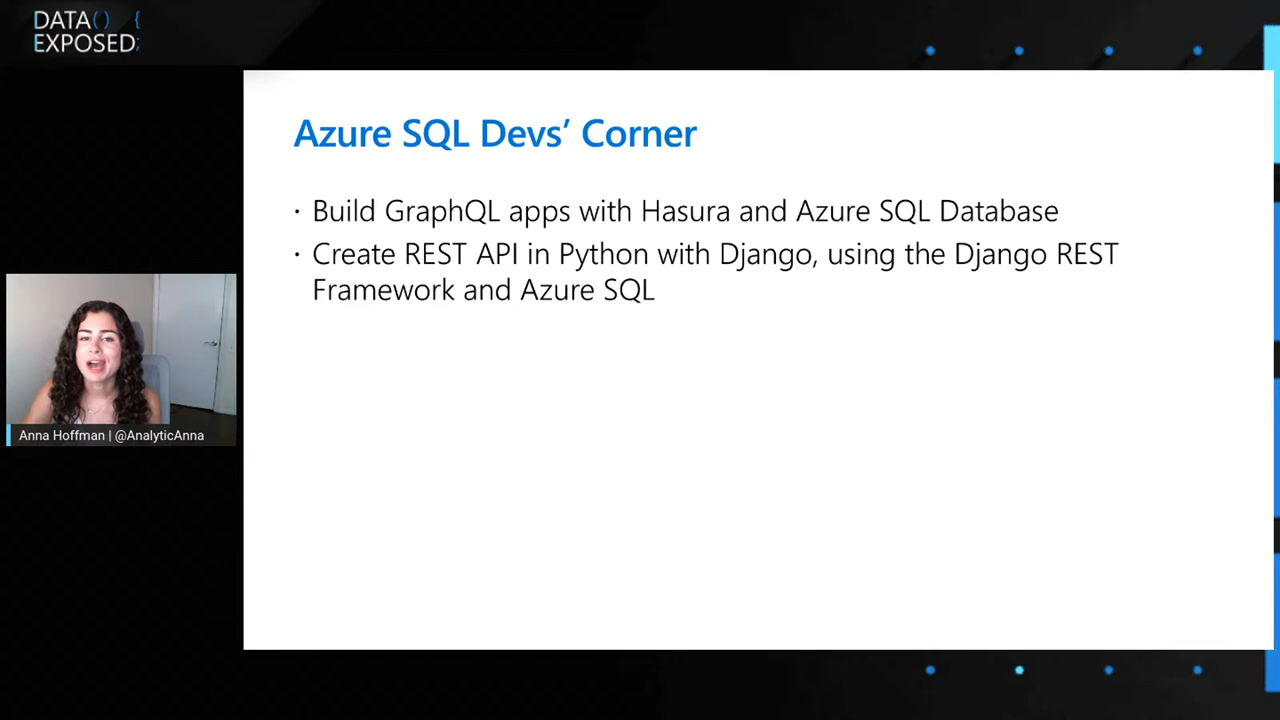 DATA() {
EXPOSED;
Azure SQL Devs’ Corner
· Build GraphQL apps with Hasura and Azure SQL Database
· Create REST API in Python with Django, using the Django REST
Framework and Azure SQL
Anna Hoffman | @AnalyticAnna